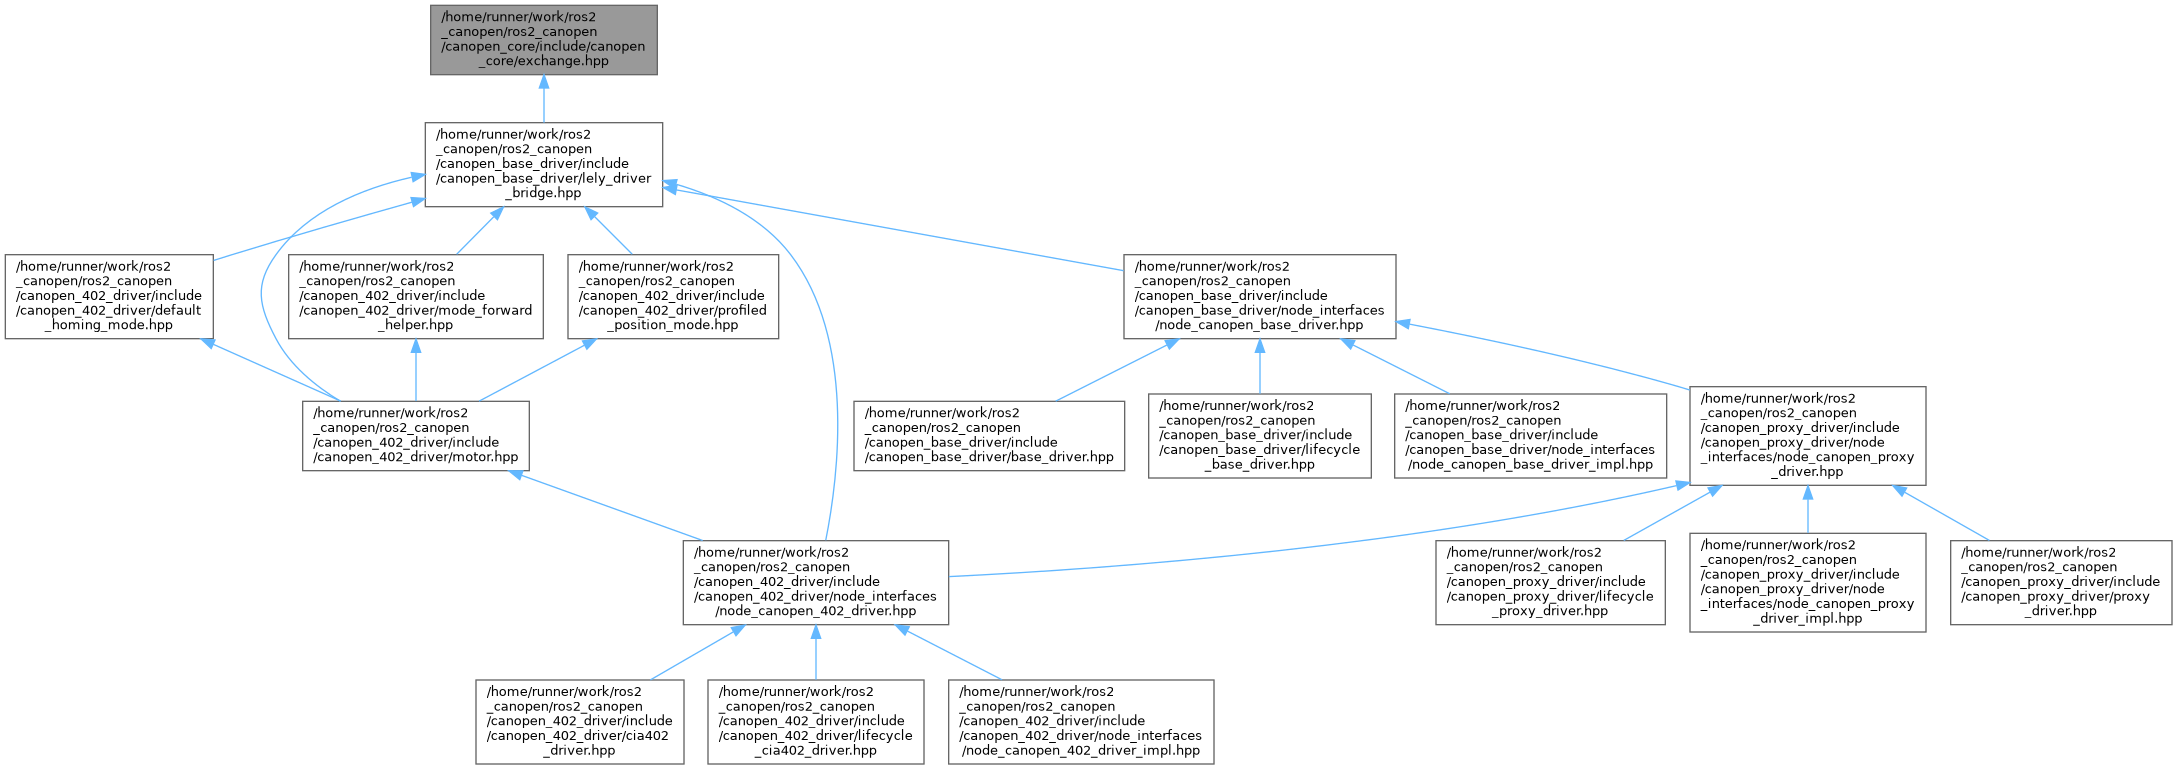 /home/runner/work/ros2
_canopen/ros2_canopen
/canopen_core/include/canopen
_core/exchange.hpp
/home/runner/work/ros2
_canopen/ros2_canopen
/canopen_base_driver/include
/canopen_base_driver/lely_driver
_bridge.hpp
/home/runner/work/ros2
_canopen/ros2_canopen
/canopen_402_driver/include
/canopen_402_driver/default
_homing_mode.hpp
/home/runner/work/ros2
_canopen/ros2_canopen
/canopen_402_driver/include
/canopen_402_driver/mode_forward
_helper.hpp
/home/runner/work/ros2
_canopen/ros2_canopen
/canopen_402_driver/include
/canopen_402_driver/profiled
_position_mode.hpp
/home/runner/work/ros2
_canopen/ros2_canopen
/canopen_base_driver/include
/canopen_base_driver/node_interfaces
/node_canopen_base_driver.hpp
/home/runner/work/ros2
_canopen/ros2_canopen
/canopen_402_driver/include
/canopen_402_driver/motor.hpp
/home/runner/work/ros2
_canopen/ros2_canopen
/canopen_base_driver/include
/canopen_base_driver/base_driver.hpp
/home/runner/work/ros2
_canopen/ros2_canopen
/canopen_base_driver/include
/canopen_base_driver/lifecycle
_base_driver.hpp
/home/runner/work/ros2
_canopen/ros2_canopen
/canopen_base_driver/include
/canopen_base_driver/node_interfaces
/node_canopen_base_driver_impl.hpp
/home/runner/work/ros2
_canopen/ros2_canopen
/canopen_proxy_driver/include
/canopen_proxy_driver/node
_interfaces/node_canopen_proxy
_driver.hpp
/home/runner/work/ros2
_canopen/ros2_canopen
/canopen_402_driver/include
/canopen_402_driver/node_interfaces
/node_canopen_402_driver.hpp
/home/runner/work/ros2
_canopen/ros2_canopen
/canopen_proxy_driver/include
/canopen_proxy_driver/lifecycle
_proxy_driver.hpp
/home/runner/work/ros2
_canopen/ros2_canopen
/canopen_proxy_driver/include
/canopen_proxy_driver/node
_interfaces/node_canopen_proxy
_driver_impl.hpp
/home/runner/work/ros2
_canopen/ros2_canopen
/canopen_proxy_driver/include
/canopen_proxy_driver/proxy
_driver.hpp
/home/runner/work/ros2
_canopen/ros2_canopen
/canopen_402_driver/include
/canopen_402_driver/cia402
_driver.hpp
/home/runner/work/ros2
_canopen/ros2_canopen
/canopen_402_driver/include
/canopen_402_driver/lifecycle
_cia402_driver.hpp
/home/runner/work/ros2
_canopen/ros2_canopen
/canopen_402_driver/include
/canopen_402_driver/node_interfaces
/node_canopen_402_driver_impl.hpp